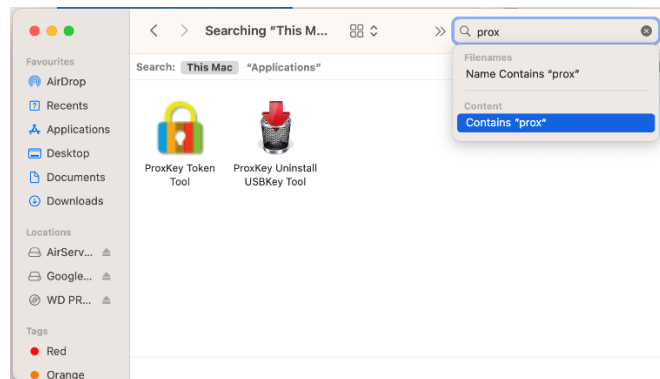 Searching “This M...
prox
Favourites
AirDrop
Recents
Applications
Desktop
Documents
Downloads
Locations
AirServ...
Google...
WD PR...
Tags
Red
Orange
Search: This Mac “Applications”
ProxKey Token
Tool
ProxKey Uninstall
USBKey Tool
Filenames
Name Contains “prox”
Content
Contains “prox”